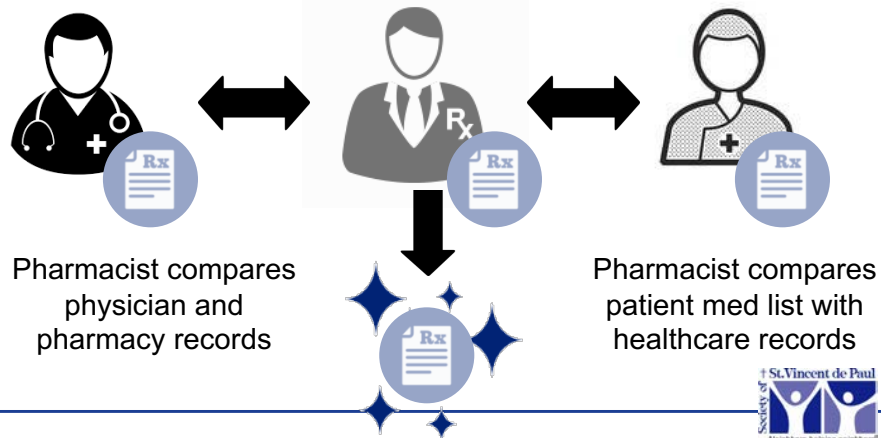 Rx
Rx
Rx
Rx
Pharmacist compares
physician and
pharmacy records
Pharmacist compares
patient med list with
healthcare records
Rx
Society of
St.Vincent de Paul